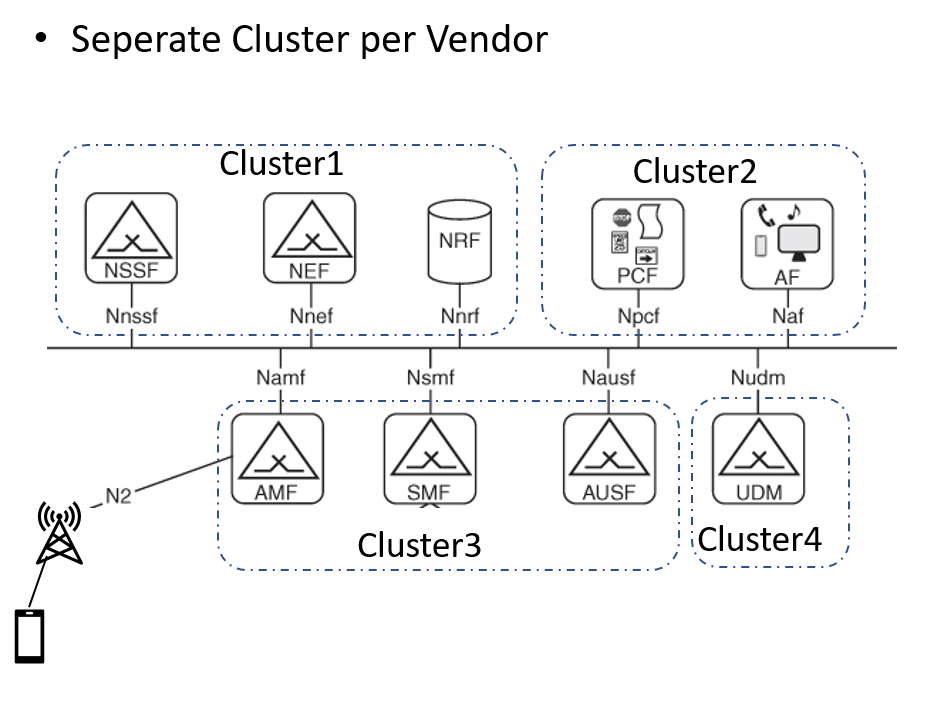 • Seperate Cluster per Vendor
Cluster1
Cluster2
NSSF
NEF
NRF
STOP
PCF
AF
Nnssf
Nnef
Nnrf
Npcf
Naf
Namf
Nsmf
Nausf
Nudm
AMF
SMF
AUSF
UDM
N2
Cluster3
Cluster4